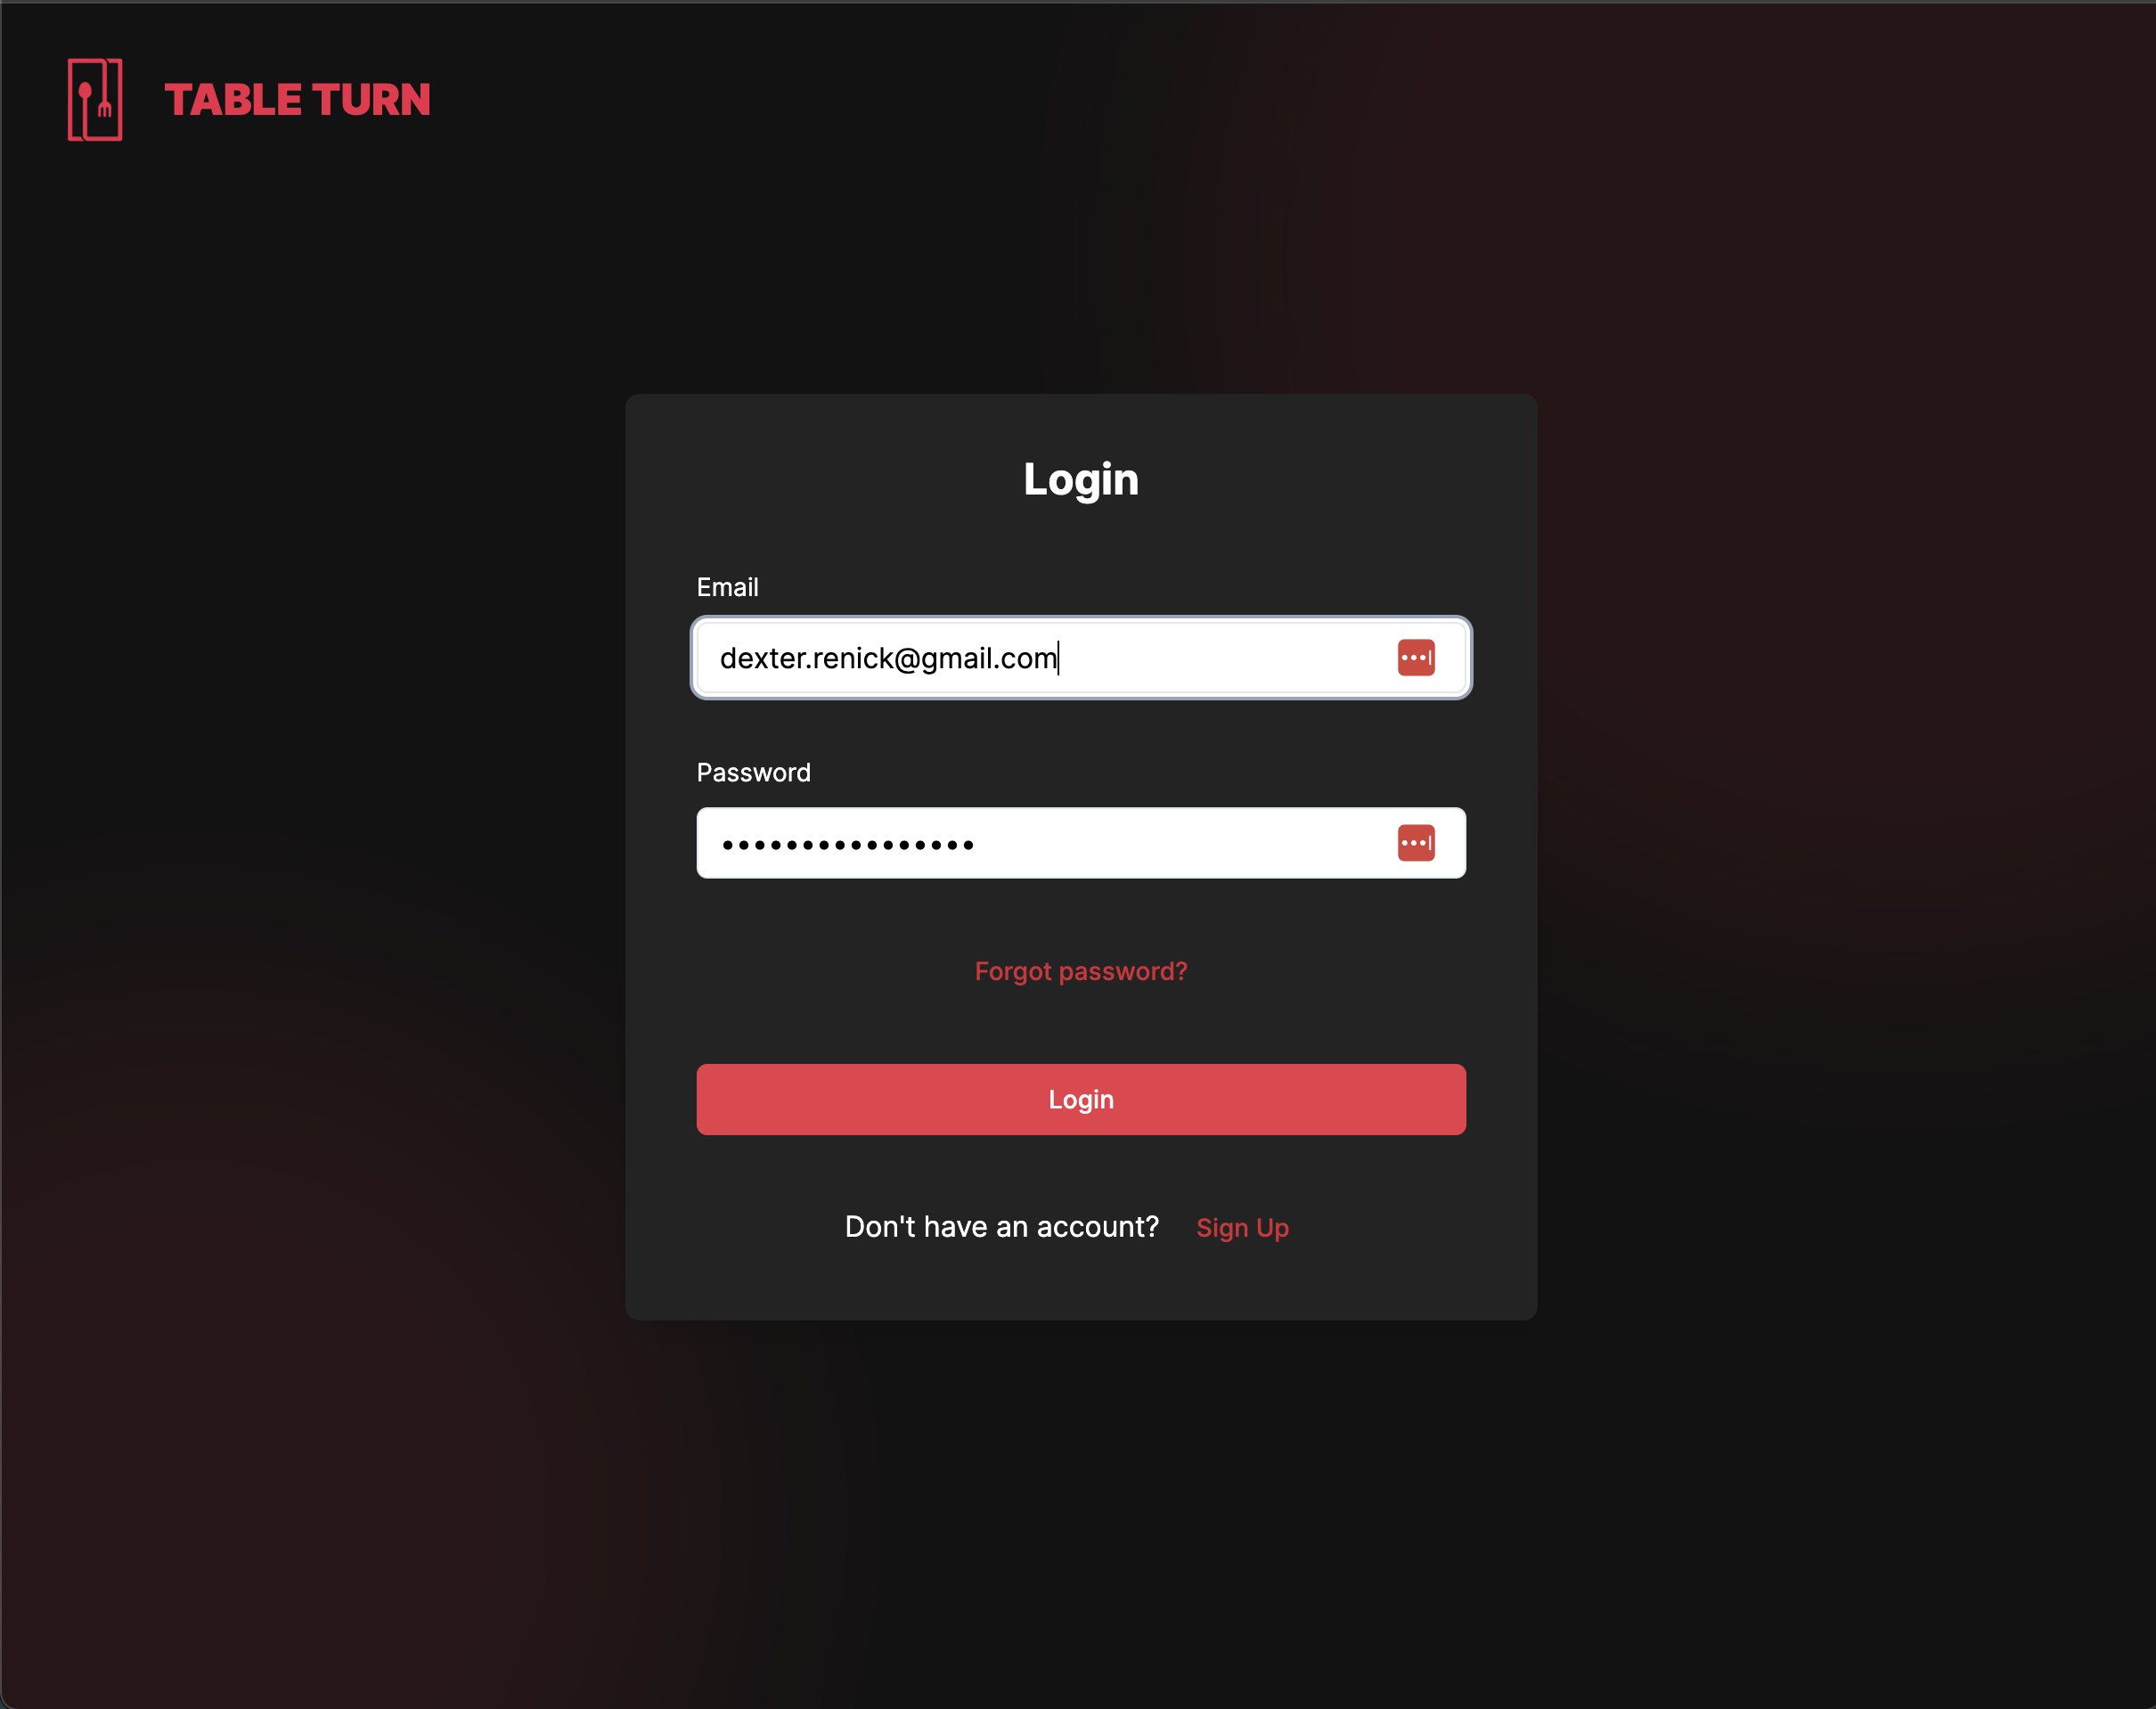 TABLE TURN
Login
Email
dexter.renick@gmail.com
Password
Forgot password?
Login
Don't have an account? Sign Up